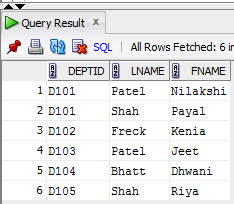 Query Result ×
SQL | All Rows Fetched: 6 in
DEPTID LNAME FNAME
1 D101 Patel Nilakshi
2 D101 Shah Payal
3 D102 Freck Kenia
4 D103 Patel Jeet
5 D104 Bhatt Dhwani
6 D105 Shah Riya